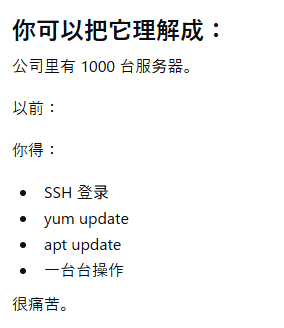 你可以把它理解成：
公司里有 1000 台服务器。
以前：
你得：
• SSH 登录
• yum update
• apt update
• 一台台操作
很痛苦。